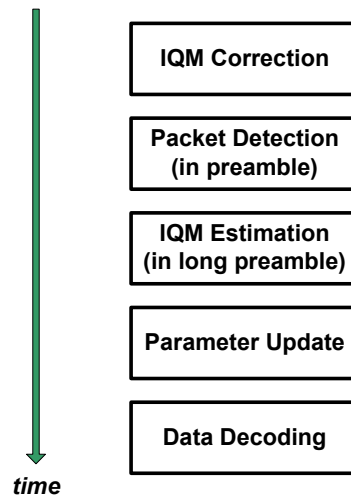 IQM Correction
Packet Detection
(in preamble)
IQM Estimation
(in long preamble)
Parameter Update
Data Decoding
time